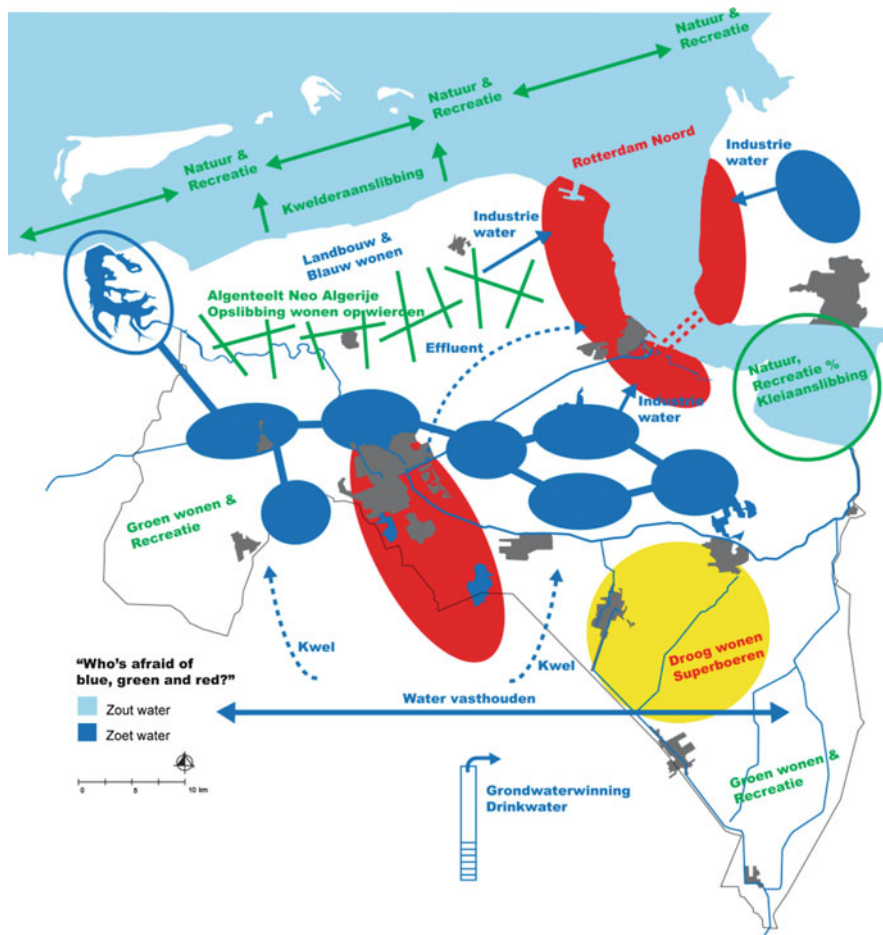 Natuur &
Recreatie
Natuur &
Recreatie
Natuur &
Recreatie
Rotterdam Noord
Industrie
water
Kwelderaanslibbing
Industrie
water
Landbouw &
Blauw wonen
Algenteelt Neo Algerije
Opslibbing wonen op wierden
Effluent
Natuur,
Recreatie %
Kleiaanslibbing
Industrie
water
Groen wonen &
Recreatie
Kwel
Kwel
Droog wonen
Superboeren
"Who's afraid of
blue, green and red?"
Zout water
Zoet water
0 5 10 km
Water vasthouden
Grondwaterwinning
Drinkwater
Groen wonen &
Recreatie